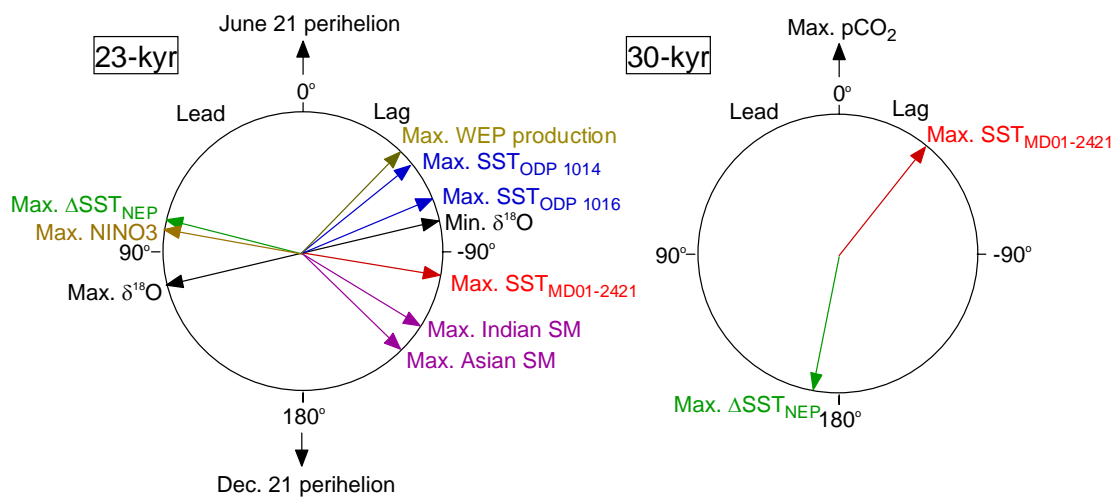 June 21 perihelion
23-kyr
0°
Lead
Lag
Max. WEP production
Max. SST_ODP 1014
Max. SST_ODP 1016
Max. ΔSST_NEP
Min. δ¹⁸O
Max. NINO3
90°
-90°
Max. δ¹⁸O
Max. SST_MD01-2421
Max. Indian SM
Max. Asian SM
180°
Dec. 21 perihelion
Max. pCO₂
30-kyr
0°
Lead
Lag
Max. SST_MD01-2421
90°
-90°
Max. ΔSST_NEP
180°